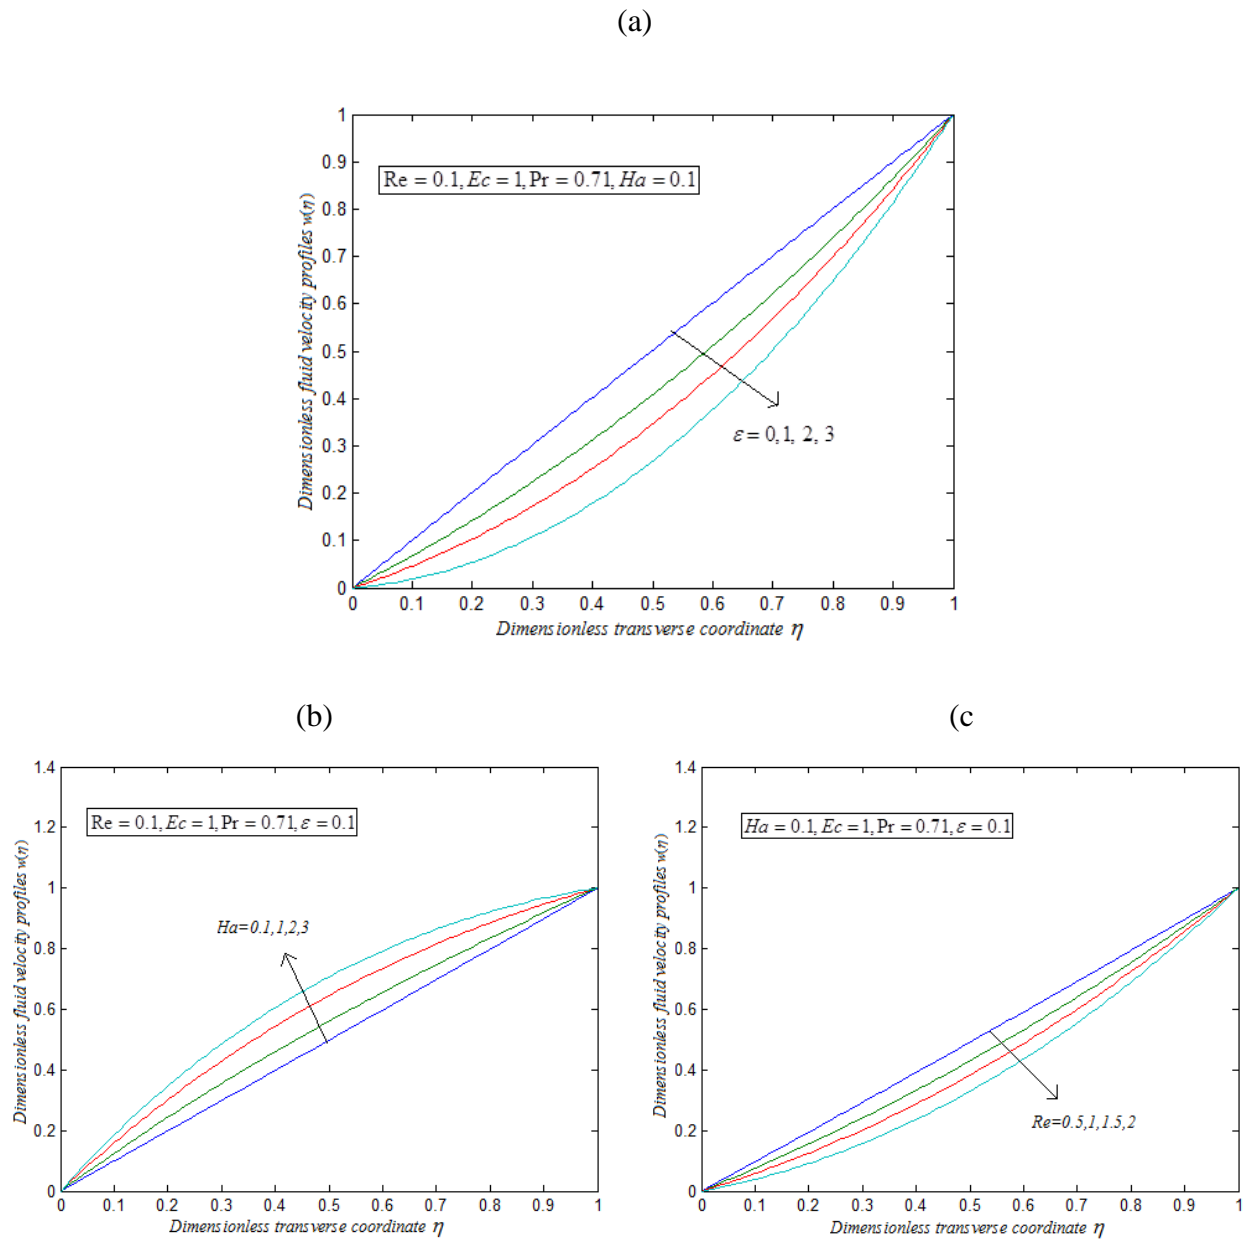 (a)
Re = 0.1, Ec = 1, Pr = 0.71, Ha = 0.1
Dimensionless fluid velocity profiles w(η)
1
0.9
0.8
0.7
0.6
0.5
0.4
0.3
0.2
0.1
0
ε = 0, 1, 2, 3
0 0.1 0.2 0.3 0.4 0.5 0.6 0.7 0.8 0.9 1
Dimensionless transverse coordinate η
(b)
Re = 0.1, Ec = 1, Pr = 0.71, ε = 0.1
Dimensionless fluid velocity profiles w(η)
1.4
1.2
1
0.8
0.6
0.4
0.2
0
Ha=0.1,1,2,3
0 0.1 0.2 0.3 0.4 0.5 0.6 0.7 0.8 0.9 1
Dimensionless transverse coordinate η
(c
Ha = 0.1, Ec = 1, Pr = 0.71, ε = 0.1
Dimensionless fluid velocity profiles w(η)
1.4
1.2
1
0.8
0.6
0.4
0.2
0
Re=0.5,1,1.5,2
0 0.1 0.2 0.3 0.4 0.5 0.6 0.7 0.8 0.9 1
Dimensionless transverse coordinate η